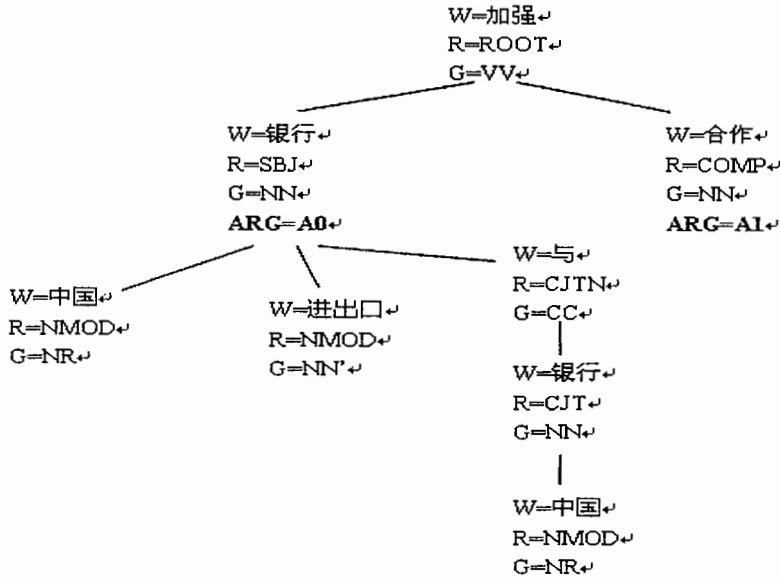 W=加强↵
R=ROOT↵
G=VV↵
W=银行↵
R=SBJ↵
G=NN↵
ARG=A0↵
W=合作↵
R=COMP↵
G=NN↵
ARG=A1↵
W=中国↵
R=NMOD↵
G=NR↵
W=进出口↵
R=NMOD↵
G=NN'↵
W=与↵
R=CJTN↵
G=CC↵
W=银行↵
R=CJT↵
G=NN↵
W=中国↵
R=NMOD↵
G=NR↵